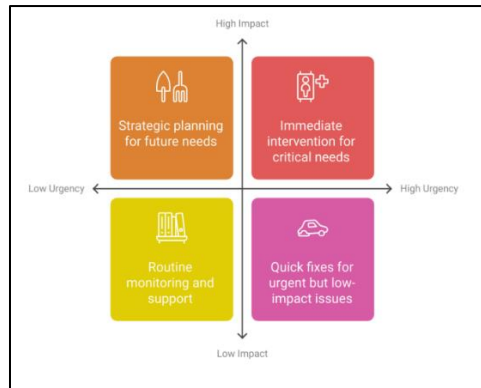 High Impact
Strategic planning
for future needs
Immediate
intervention for
critical needs
Low Urgency
High Urgency
Routine
monitoring and
support
Quick fixes for
urgent but low-
impact issues
Low Impact